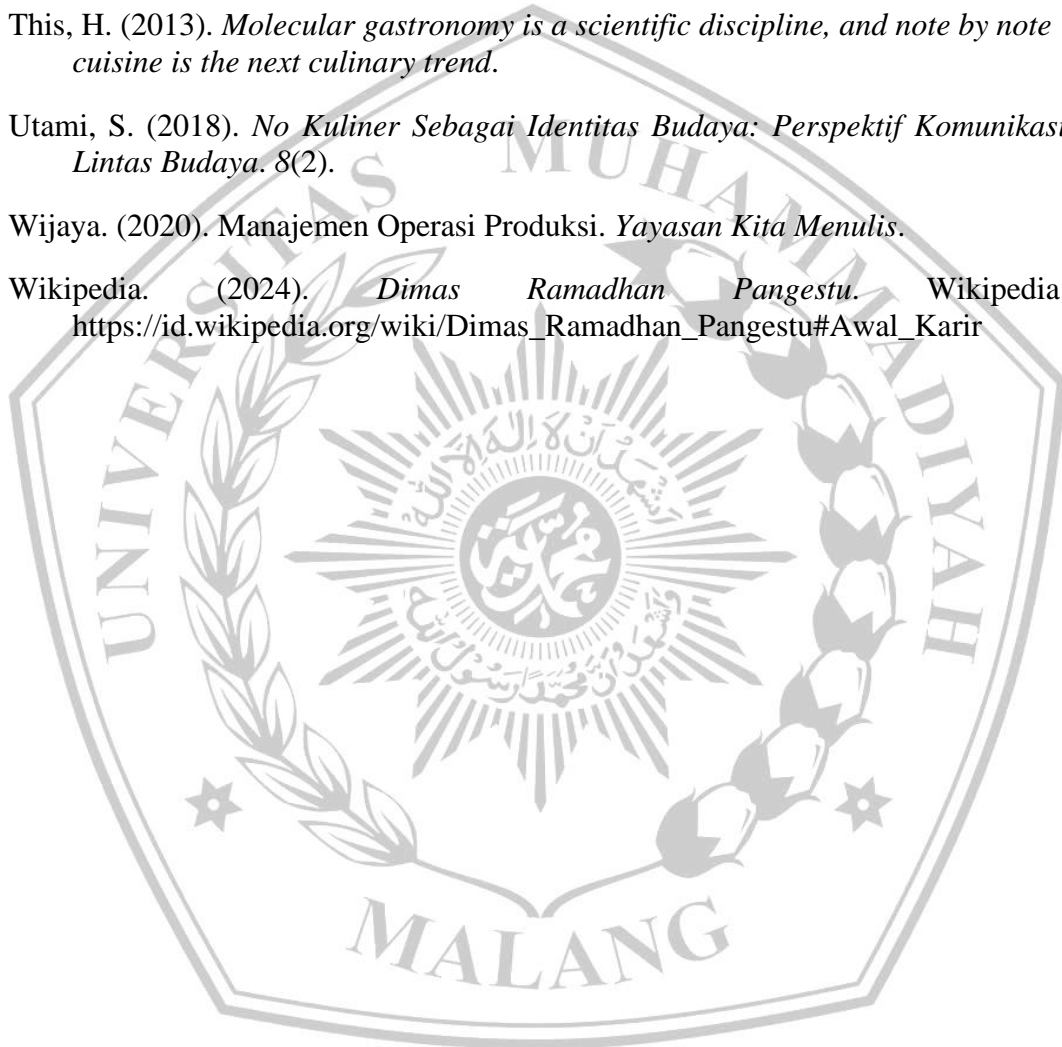 This, H. (2013). Molecular gastronomy is a scientific discipline, and note by note
cuisine is the next culinary trend.
Utami, S. (2018). No Kuliner Sebagai Identitas Budaya: Perspektif Komunikasi
Lintas Budaya. 8(2).
Wijaya. (2020). Manajemen Operasi Produksi. Yayasan Kita Menulis.
Wikipedia. (2024). Dimas Ramadhan Pangestu. Wikipedia
https://id.wikipedia.org/wiki/Dimas_Ramadhan_Pangestu#Awal_Karir
UNIVERSITAS MUHAMMADIYAH
MALANG